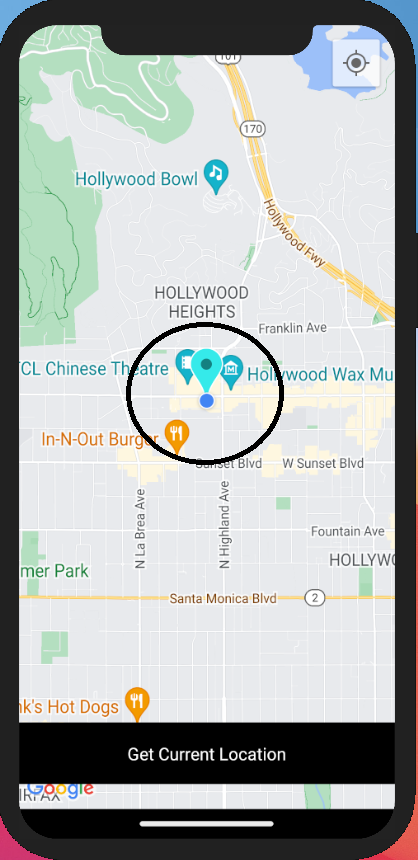 101
170
Hollywood Bowl
Hollywood Fwy
HOLLYWOOD
HEIGHTS
Franklin Ave
TCL Chinese Theatre
Hollywood Wax Mu
In-N-Out Burger
Sunset Blvd
W Sunset Blvd
N La Brea Ave
N Highland Ave
Fountain Ave
HOLLYWO
mer Park
Santa Monica Blvd
2
nk's Hot Dogs
Get Current Location
Google